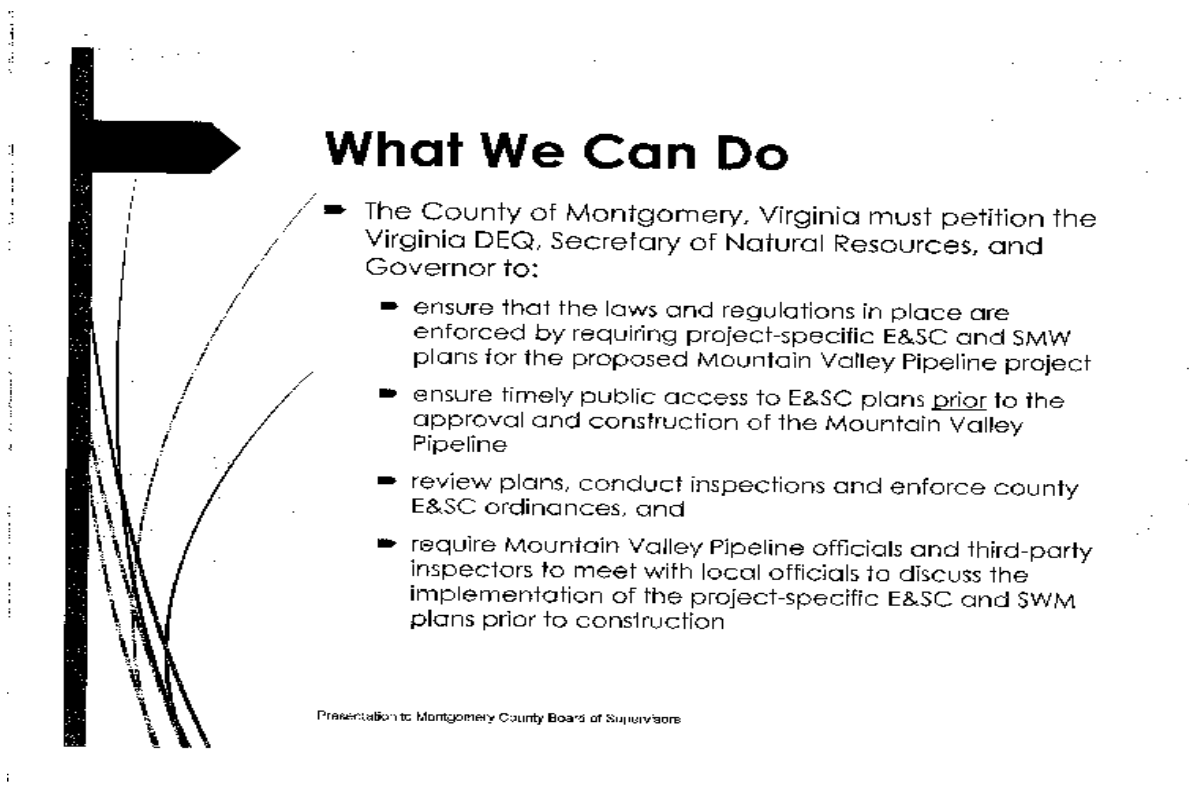 What We Can Do
The County of Montgomery, Virginia must petition the
Virginia DEQ, Secretary of Natural Resources, and
Governor to:
ensure that the laws and regulations in place are
enforced by requiring project-specific E&SC and SMW
plans for the proposed Mountain Valley Pipeline project
ensure timely public access to E&SC plans prior to the
approval and construction of the Mountain Valley
Pipeline
review plans, conduct inspections and enforce county
E&SC ordinances, and
require Mountain Valley Pipeline officials and third-party
inspectors to meet with local officials to discuss the
implementation of the project-specific E&SC and SWM
plans prior to construction
Presentation to Montgomery County Board of Supervisors